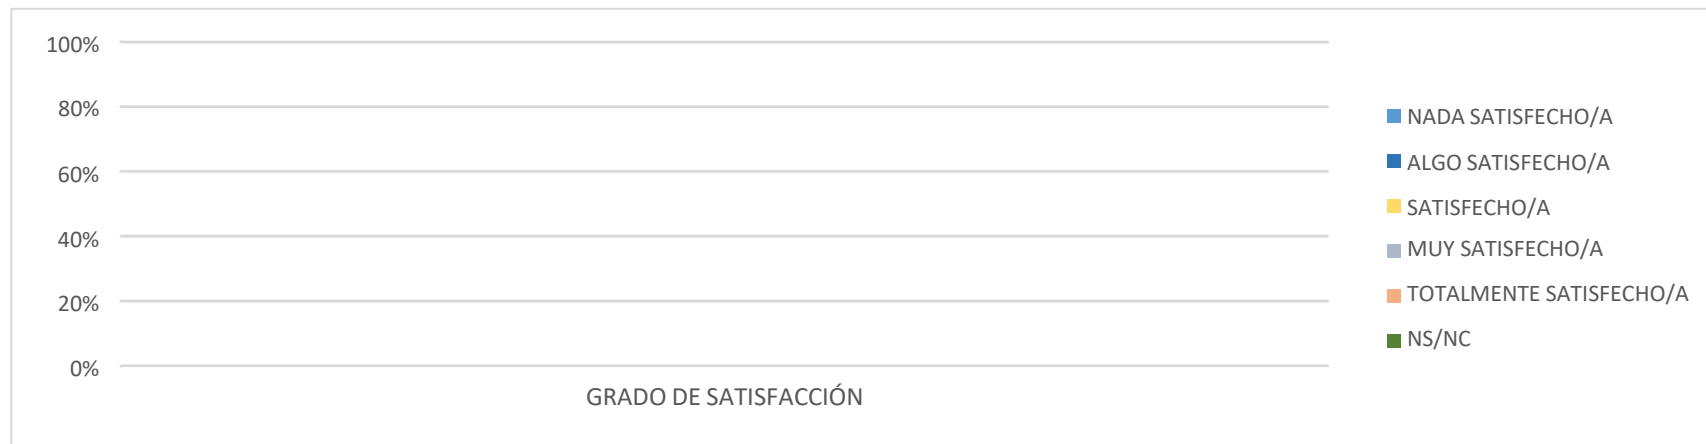 100%
80%
60%
40%
20%
0%
GRADO DE SATISFACCIÓN
NADA SATISFECHO/A
ALGO SATISFECHO/A
SATISFECHO/A
MUY SATISFECHO/A
TOTALMENTE SATISFECHO/A
NS/NC